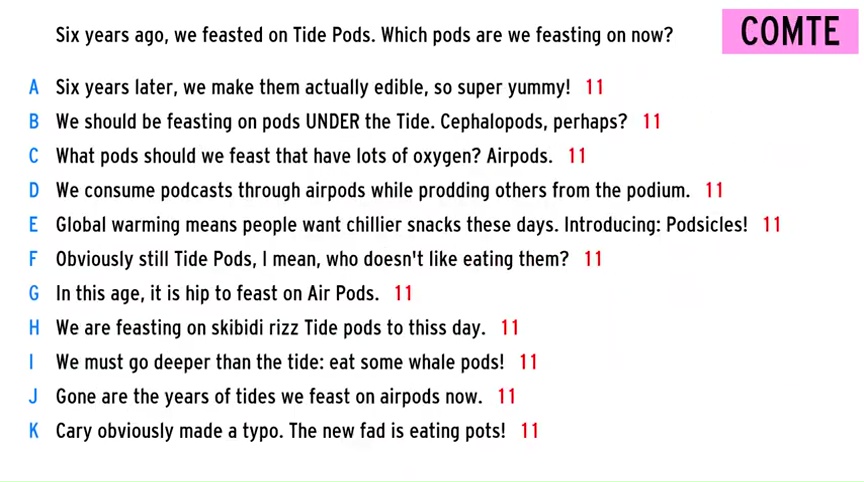 Six years ago, we feasted on Tide Pods. Which pods are we feasting on now?
COMTE
A Six years later, we make them actually edible, so super yummy! 11
B We should be feasting on pods UNDER the Tide. Cephalopods, perhaps? 11
C What pods should we feast that have lots of oxygen? Airpods. 11
D We consume podcasts through airpods while prodding others from the podium. 11
E Global warming means people want chillier snacks these days. Introducing: Podsicles! 11
F Obviously still Tide Pods, I mean, who doesn't like eating them? 11
G In this age, it is hip to feast on Air Pods. 11
H We are feasting on skibidi rizz Tide pods to thiss day. 11
I We must go deeper than the tide: eat some whale pods! 11
J Gone are the years of tides we feast on airpods now. 11
K Cary obviously made a typo. The new fad is eating pots! 11